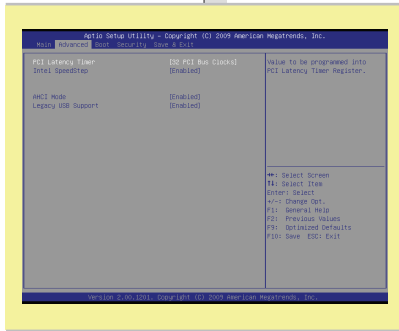 Aptio Setup Utility – Copyright (C) 2009 American Megatrends, Inc.
Main Advanced Boot Security Save & Exit
PCI Latency Timer [32 PCI Bus Clocks]
Intel SpeedStep [Enabled]
AHCI Mode [Enabled]
Legacy USB Support [Enabled]
Value to be programmed into
PCI Latency Timer Register.
→←: Select Screen
↑↓: Select Item
Enter: Select
+/-: Change Opt.
F1: General Help
F2: Previous Values
F9: Optimized Defaults
F10: Save ESC: Exit
Version 2.00.1201. Copyright (C) 2009 American Megatrends, Inc.